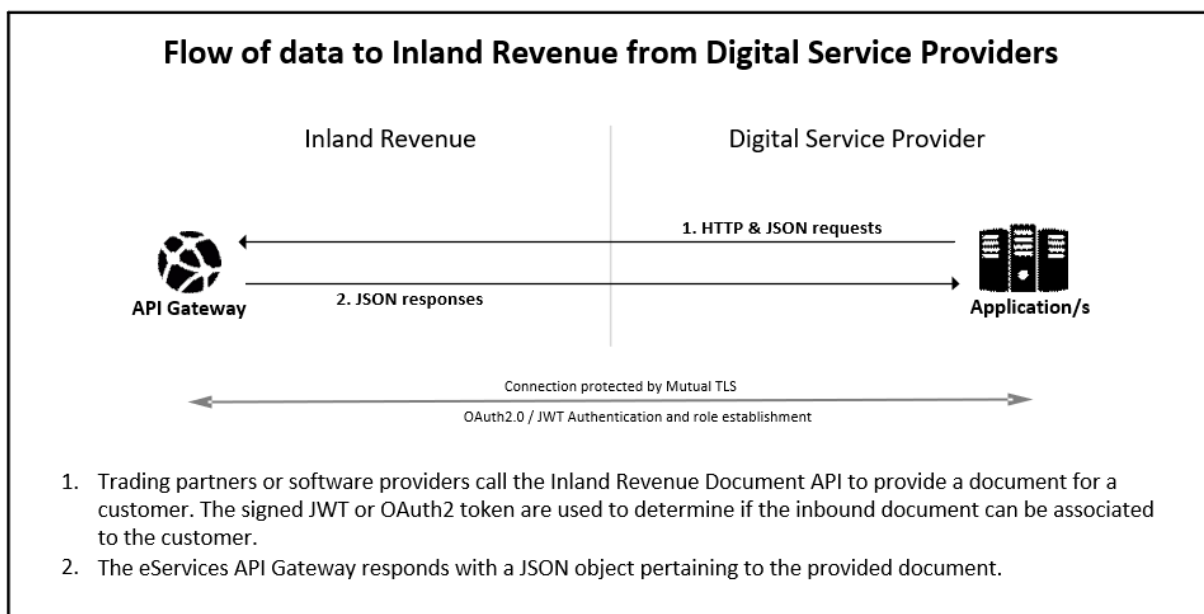 Flow of data to Inland Revenue from Digital Service Providers
Inland Revenue
Digital Service Provider
1. HTTP & JSON requests
2. JSON responses
API Gateway
Application/s
Connection protected by Mutual TLS
OAuth2.0 / JWT Authentication and role establishment
1. Trading partners or software providers call the Inland Revenue Document API to provide a document for a
customer. The signed JWT or OAuth2 token are used to determine if the inbound document can be associated
to the customer.
2. The eServices API Gateway responds with a JSON object pertaining to the provided document.